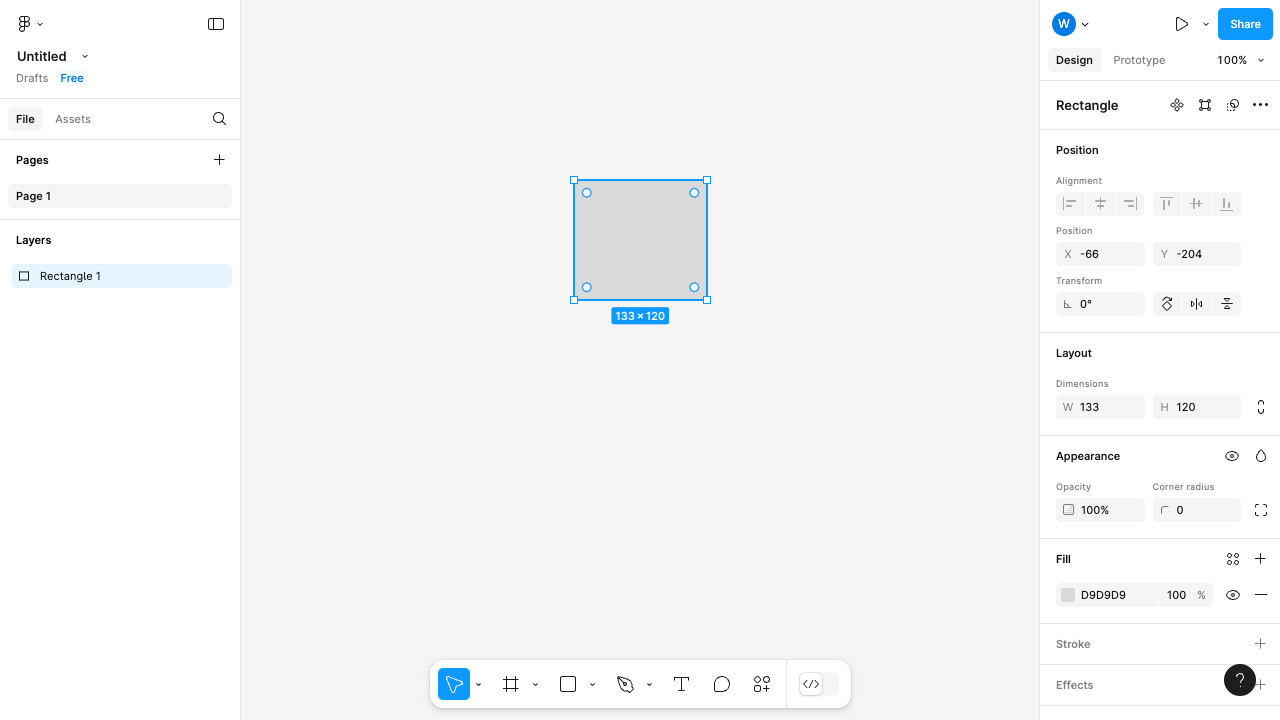 Untitled
Drafts Free
File Assets
Pages
Page 1
Layers
Rectangle 1
133 × 120
W
Share
Design Prototype 100%
Rectangle
Position
Alignment
Position
X -66 Y -204
Transform
0°
Layout
Dimensions
W 133 H 120
Appearance
Opacity Corner radius
100% 0
Fill
D9D9D9 100 %
Stroke
Effects
?